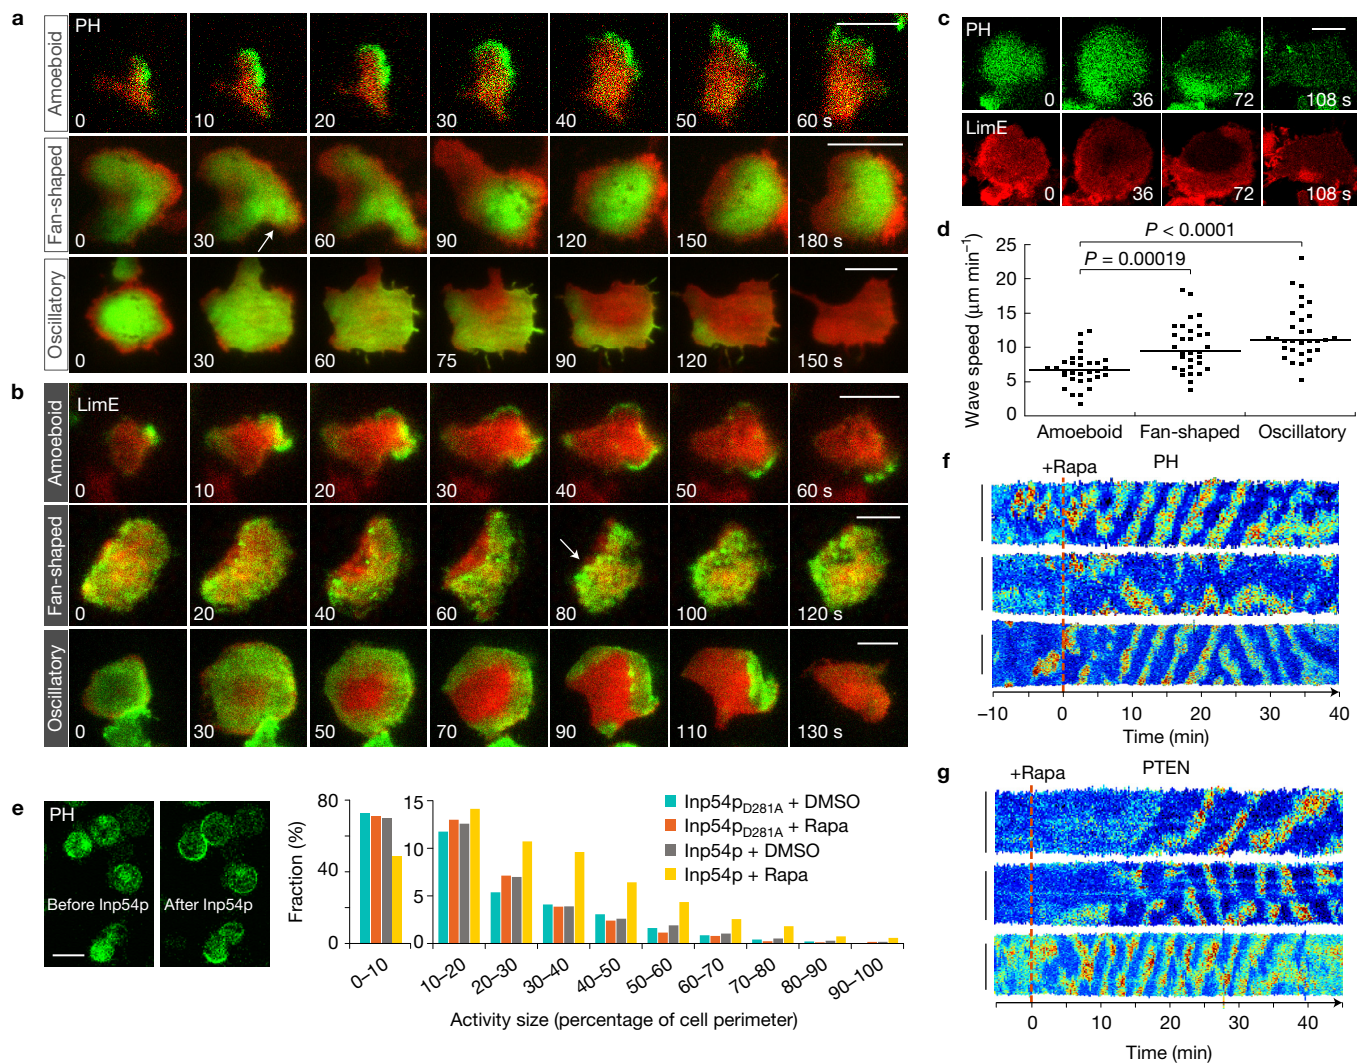 a
Amoeboid
PH
0
10
20
30
40
50
60 s
Fan-shaped
0
30
60
90
120
150
180 s
Oscillatory
0
30
60
75
90
120
150 s
b
Amoeboid
LimE
0
10
20
30
40
50
60 s
Fan-shaped
0
20
40
60
80
100
120 s
Oscillatory
0
30
50
70
90
110
130 s
c
PH
0
36
72
108 s
LimE
0
36
72
108 s
d
P < 0.0001
P = 0.00019
Wave speed (μm min⁻¹)
25
20
15
10
5
0
Amoeboid
Fan-shaped
Oscillatory
e
PH
Before Inp54p
After Inp54p
Fraction (%)
80
40
0
15
10
5
0
Inp54pD281A + DMSO
Inp54pD281A + Rapa
Inp54p + DMSO
Inp54p + Rapa
0–10
10–20
20–30
30–40
40–50
50–60
60–70
70–80
80–90
90–100
Activity size (percentage of cell perimeter)
f
+Rapa
PH
−10
0
10
20
30
40
Time (min)
g
+Rapa
PTEN
0
10
20
30
40
Time (min)